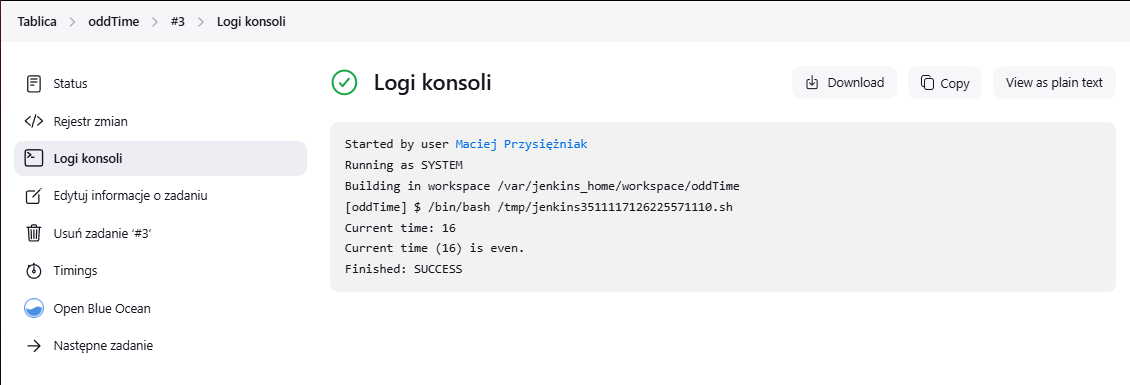 Tablica > oddTime > #3 > Logi konsoli
Status
Rejestr zmian
Logi konsoli
Edytuj informacje o zadaniu
Usuń zadanie ‘#3’
Timings
Open Blue Ocean
Następne zadanie
Logi konsoli
Download
Copy
View as plain text
Started by user Maciej Przysiężniak
Running as SYSTEM
Building in workspace /var/jenkins_home/workspace/oddTime
[oddTime] $ /bin/bash /tmp/jenkins3511117126225571110.sh
Current time: 16
Current time (16) is even.
Finished: SUCCESS